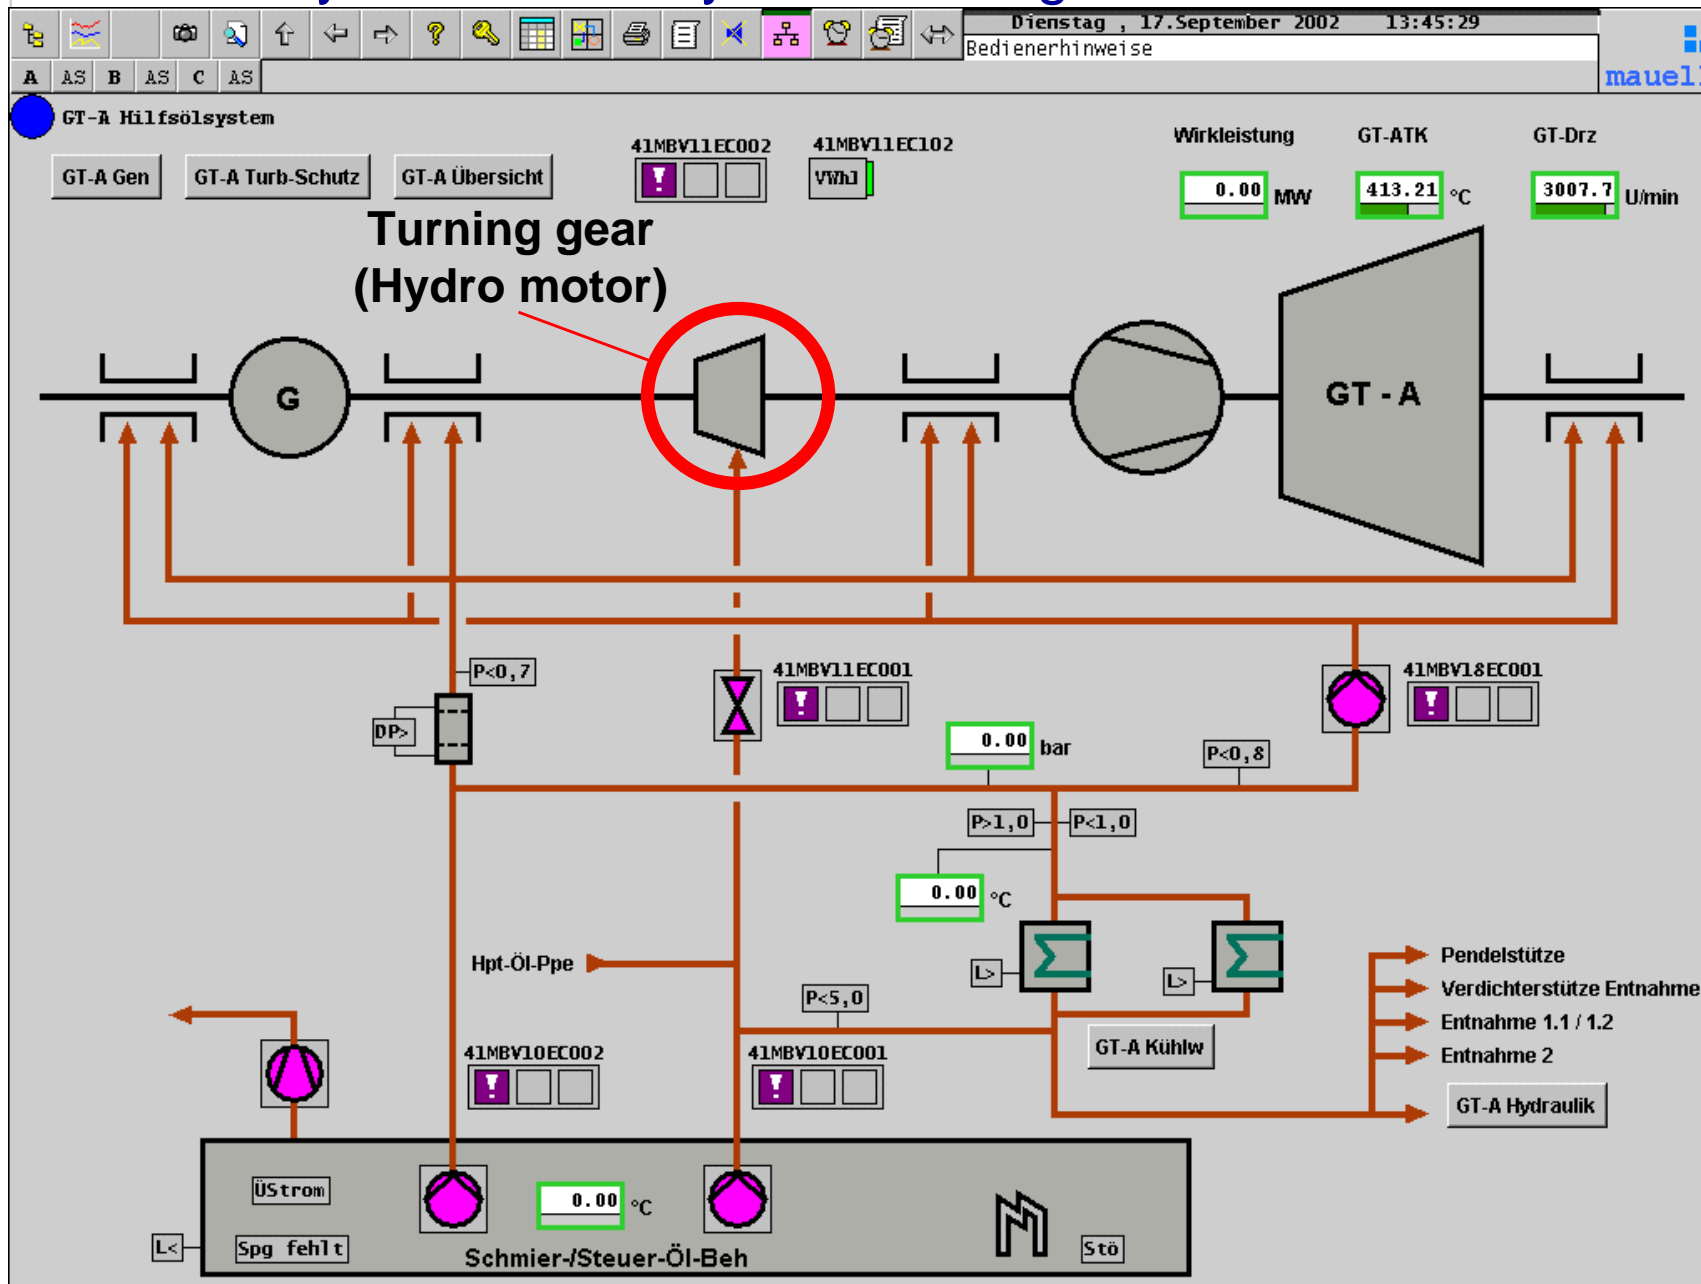 Dienstag , 17.September 2002 13:45:29
Bedienerhinweise
mauell
A AS B AS C AS
GT-A Hilfsölsystem
GT-A Gen
GT-A Turb-Schutz
GT-A Übersicht
41MBV11EC002
41MBV11EC102
VWhl
Wirkleistung
0.00 MW
GT-ATK
413.21 °C
GT-Drz
3007.7 U/min
Turning gear
(Hydro motor)
G
GT - A
P<0,7
DP>
41MBV11EC001
41MBV18EC001
0.00 bar
P<0,8
P>1,0
P<1,0
0.00 °C
Hpt-Öl-Ppe
L>
L>
P<5,0
Pendelstütze
Verdichterstütze Entnahme
Entnahme 1.1 / 1.2
Entnahme 2
GT-A Kühlw
GT-A Hydraulik
41MBV10EC002
41MBV10EC001
ÜStrom
0.00 °C
L<
Spg fehlt
Schmier-/Steuer-Öl-Beh
Stö